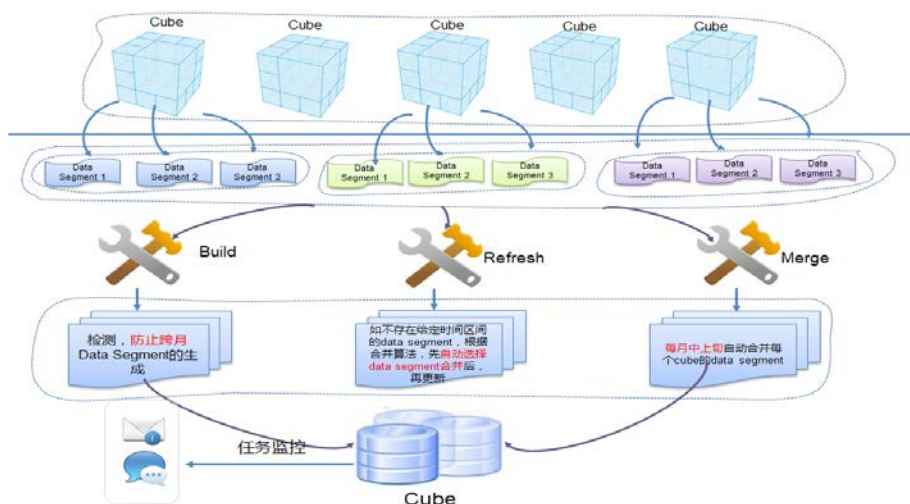 Cube
Cube
Cube
Cube
Cube
Data
Segment 1
Data
Segment 2
Data
Segment 3
Data
Segment 1
Data
Segment 2
Data
Segment 3
Data
Segment 1
Data
Segment 2
Data
Segment 3
Build
Refresh
Merge
检测，防止跨月
Data Segment的生
成
如不存在给定时间区间
的data segment，根据
合并算法，先自动选择
data segment合并后，
再更新
每月中上旬自动合并每
个cube的data segment
任务监控
Cube